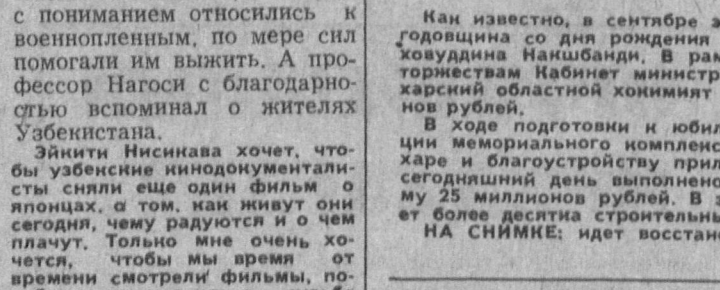 с пониманием относились к
военнопленным, по мере сил
помогали им выжить. А про-
фессор Нагоси с благодарно-
стью вспоминал о жителях
Узбекистана.
Эйкити Нисикава хочет, что-
бы узбекские кинодокументали-
сты сняли еще один фильм о
японцах, о том, как живут они
сегодня, чему радуются и о чем
плачут. Только мне очень хо-
чется, чтобы мы время от
времени смотрели фильмы, по-
Как известно, в сентябре
годовщина со дня рождения
ховуддина Накшбанди. В рам
торжествам Кабинет министр
харский областной хокимият
нов рублей.
В ходе подготовки к юбил
ции мемориального комплекс
харе и благоустройству прил
сегодняшний день выполнено
му 25 миллионов рублей. В
ет более десятка строительны
НА СНИМКЕ: идет восстано